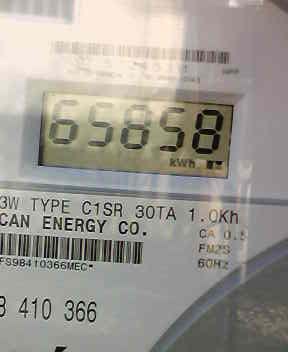 65858
kWh
3W TYPE C1SR 30TA 1.0Kh
CAN ENERGY CO.
CA 0.5
FM2S
FS98410366MEC*
60Hz
8 410 366